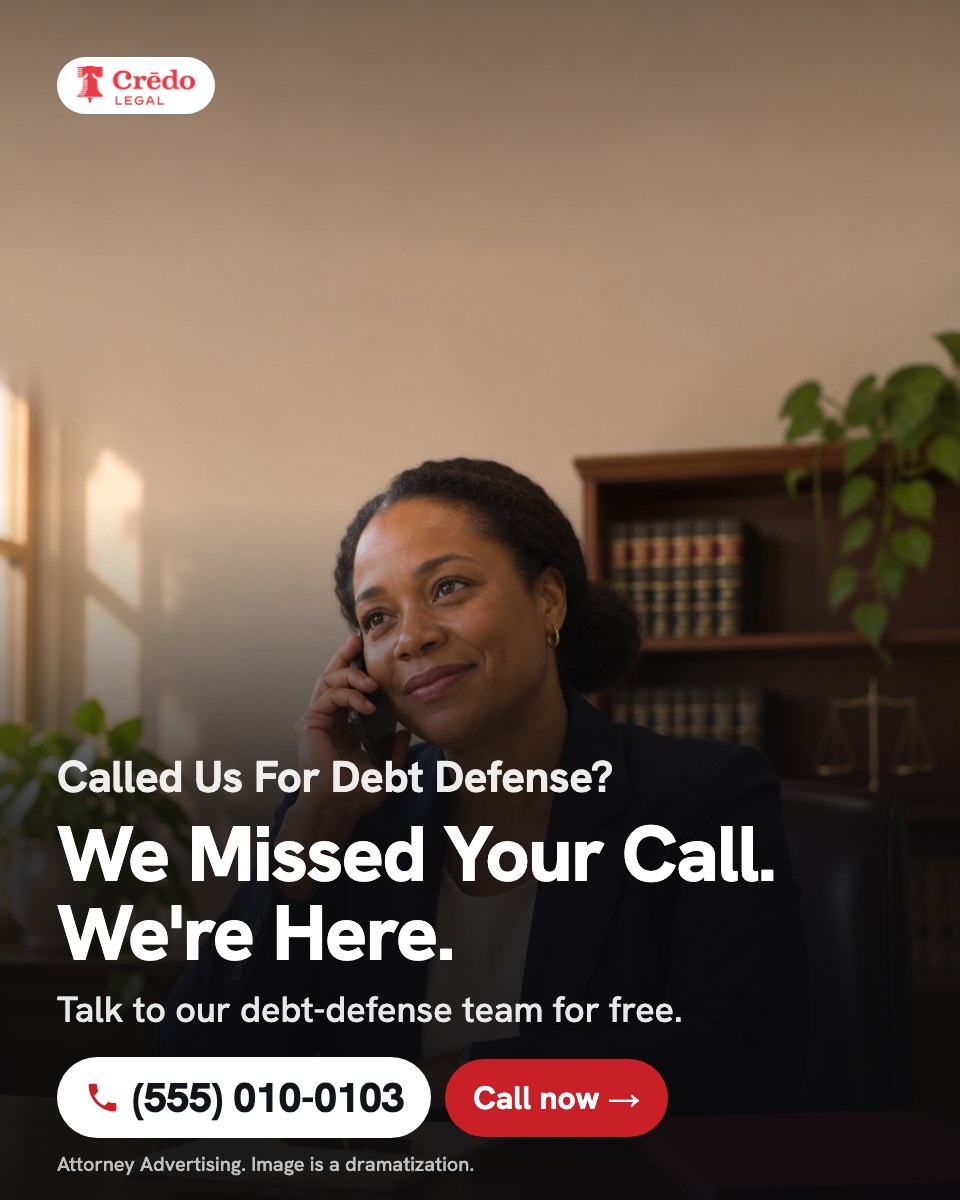 Crēdo
LEGAL
Called Us For Debt Defense?
We Missed Your Call.
We're Here.
Talk to our debt-defense team for free.
(555) 010-0103
Call now →
Attorney Advertising. Image is a dramatization.